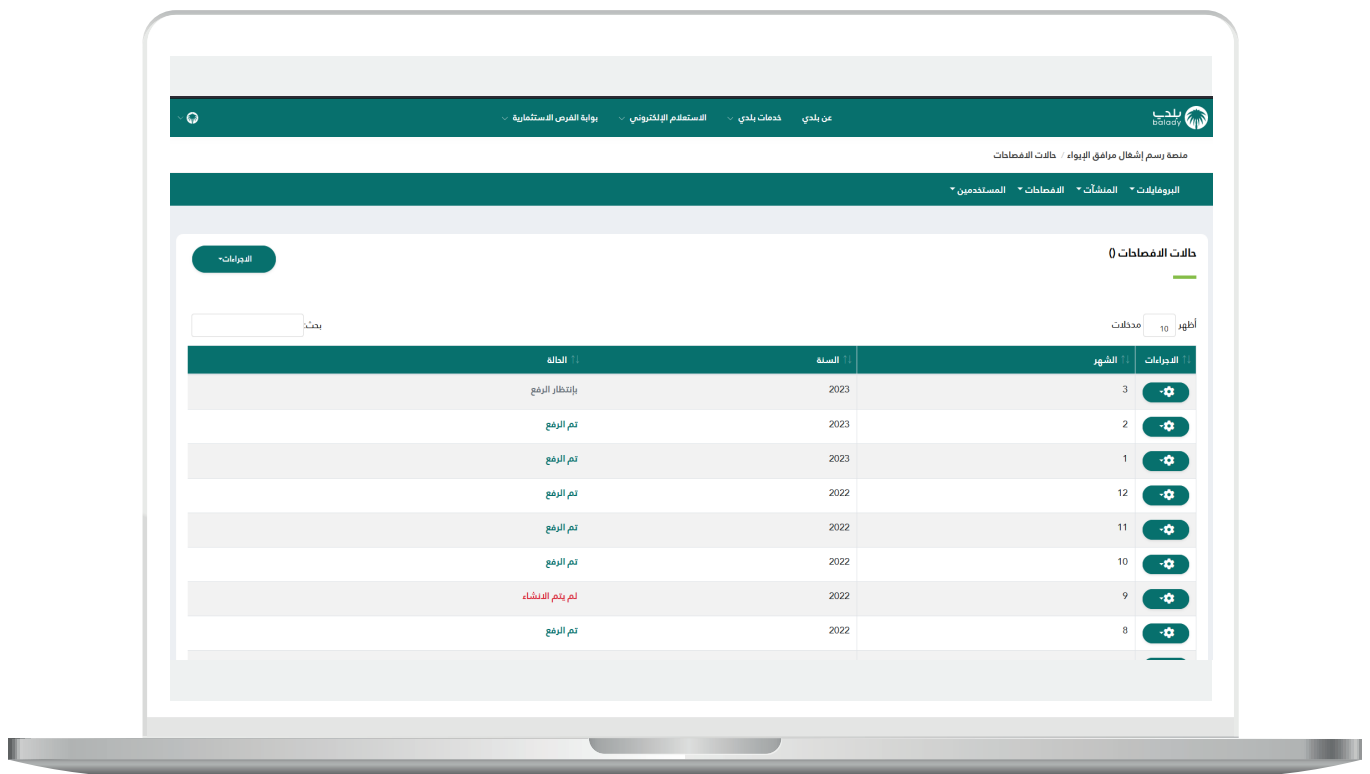 بلدي
balady
عن بلدي خدمات بلدي الاستعلام الإلكتروني بوابة الفرص الاستثمارية
منصة رسم إشغال مرافق الإيواء / حالات الافصاحات
البروفايلات المنشآت الافصاحات المستخدمين
حالات الافصاحات ()
الاجراءات
أظهر 10 مدخلات
بحث:
الاجراءات الشهر السنة الحالة
3 2023 بإنتظار الرفع
2 2023 تم الرفع
1 2023 تم الرفع
12 2022 تم الرفع
11 2022 تم الرفع
10 2022 تم الرفع
9 2022 لم يتم الانشاء
8 2022 تم الرفع